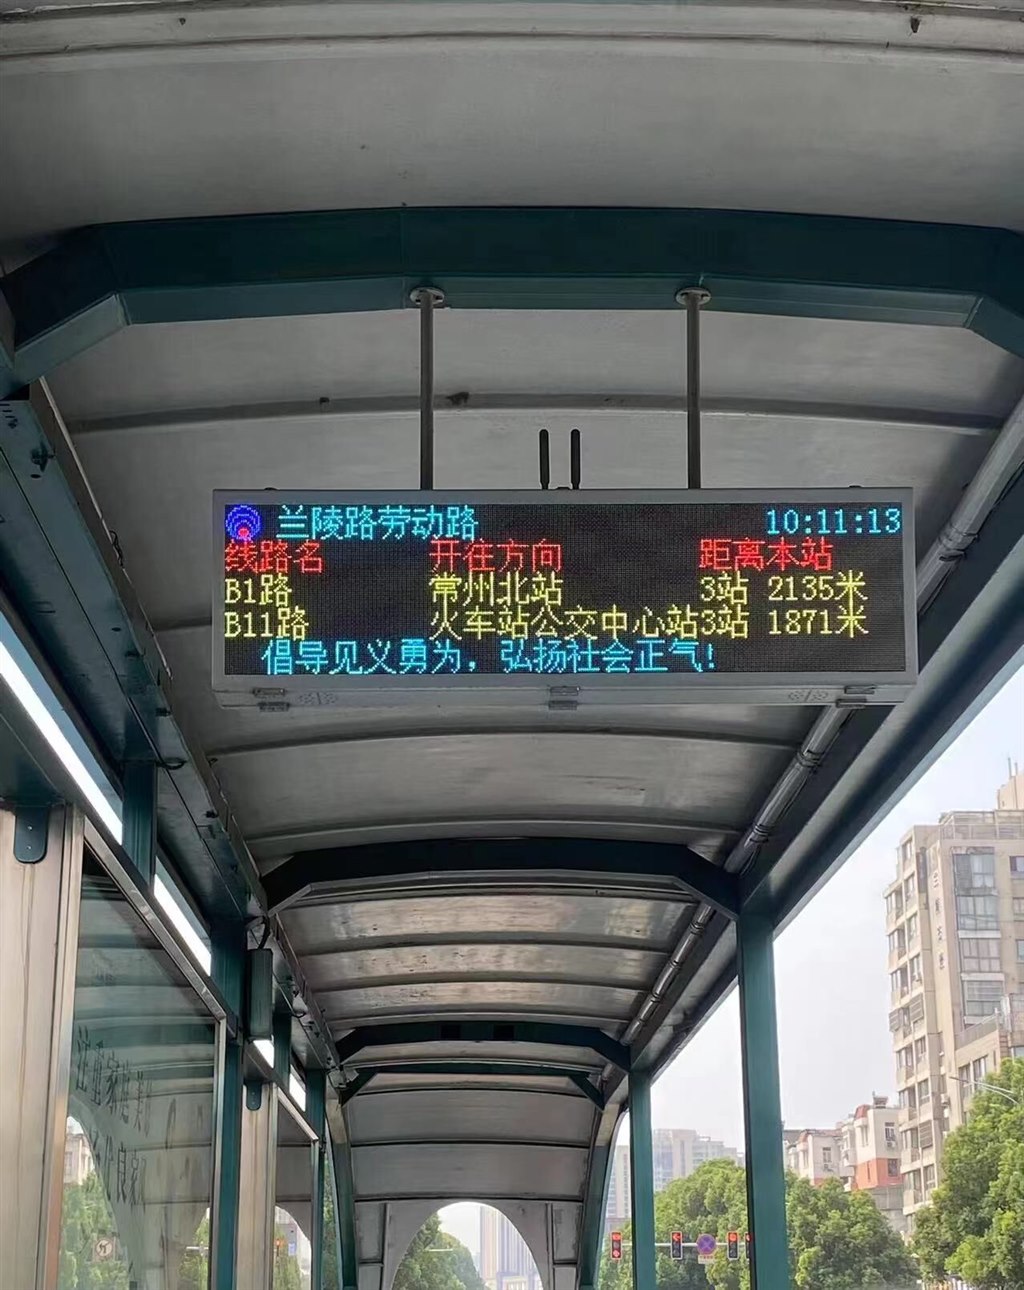 兰陵路劳动路 10:11:13
线路名 开往方向 距离本站
B1路 常州北站 3站 2135米
B11路 火车站公交中心站3站 1871米
倡导见义勇为，弘扬社会正气!